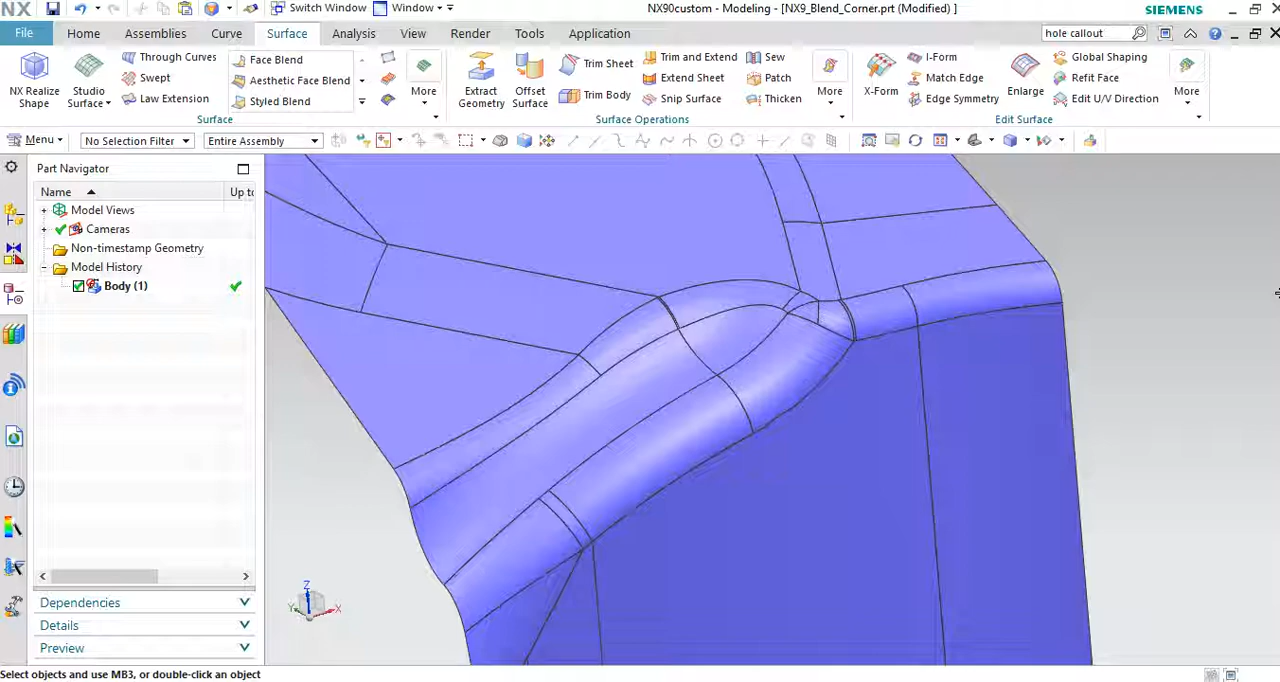 NX Switch Window Window NX90custom - Modeling - [NX9_Blend_Corner.prt (Modified) ] SIEMENS
File Home Assemblies Curve Surface Analysis View Render Tools Application hole callout
NX Realize Shape
Studio Surface
Through Curves
Swept
Law Extension
Face Blend
Aesthetic Face Blend
Styled Blend
More
Surface
Extract Geometry
Offset Surface
Trim Sheet
Trim Body
Trim and Extend
Extend Sheet
Snip Surface
Sew
Patch
Thicken
More
Surface Operations
X-Form
I-Form
Match Edge
Edge Symmetry
Enlarge
Global Shaping
Refit Face
Edit U/V Direction
More
Edit Surface
Menu No Selection Filter Entire Assembly
Part Navigator
Name Up to
Model Views
Cameras
Non-timestamp Geometry
Model History
Body (1)
Dependencies
Details
Preview
Z
Y X
Select objects and use MB3, or double-click an object